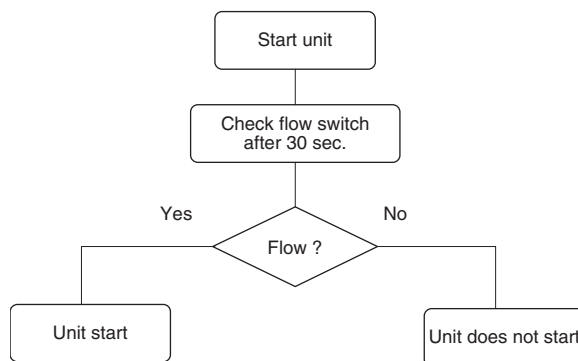 Start unit
Check flow switch
after 30 sec.
Yes
No
Flow ?
Unit start
Unit does not start